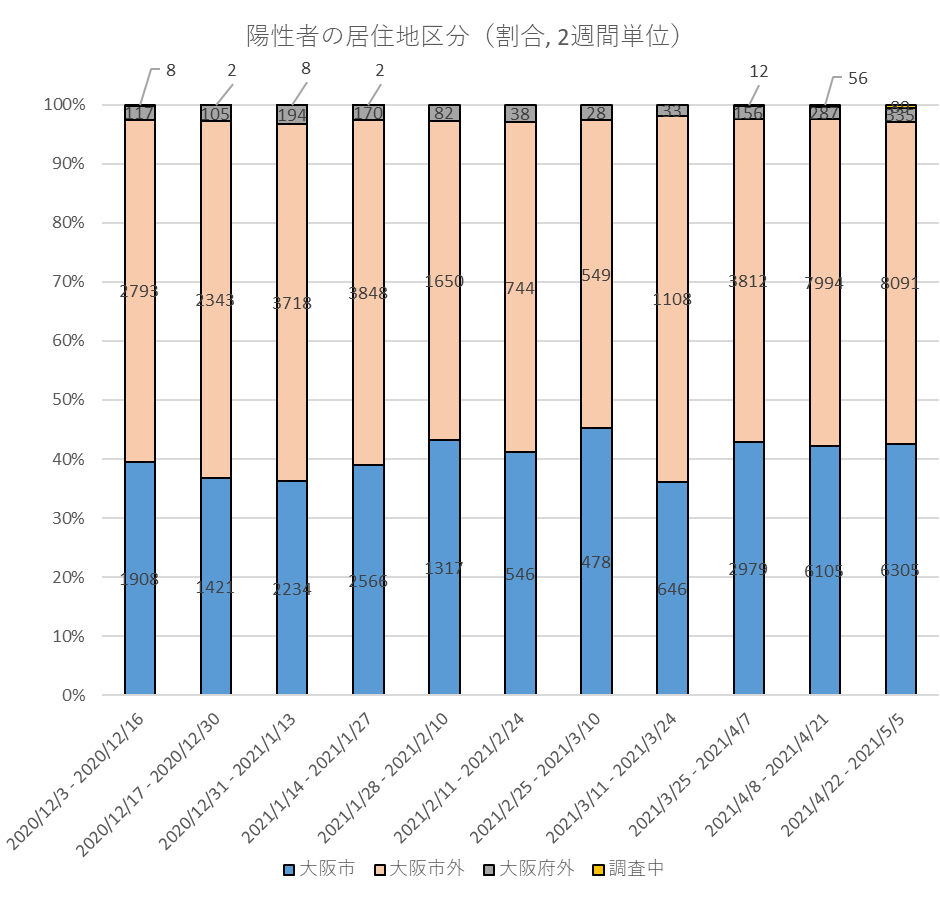 陽性者の居住地区分（割合, 2週間単位）
8 2 8 2 12 56
100% 117 105 194 170 82 38 28 33 156 287 335
90%
80%
70% 2793 2343 3718 3848 1650 744 549 1108 3812 7994 8091
60%
50%
40%
30%
20% 1908 1421 2234 2566 1317 546 478 646 2979 6105 6305
10%
0%
2020/12/3 - 2020/12/16
2020/12/17 - 2020/12/30
2020/12/31 - 2021/1/13
2021/1/14 - 2021/1/27
2021/1/28 - 2021/2/10
2021/2/11 - 2021/2/24
2021/2/25 - 2021/3/10
2021/3/11 - 2021/3/24
2021/3/25 - 2021/4/7
2021/4/8 - 2021/4/21
2021/4/22 - 2021/5/5
大阪市 大阪市外 大阪府外 調査中